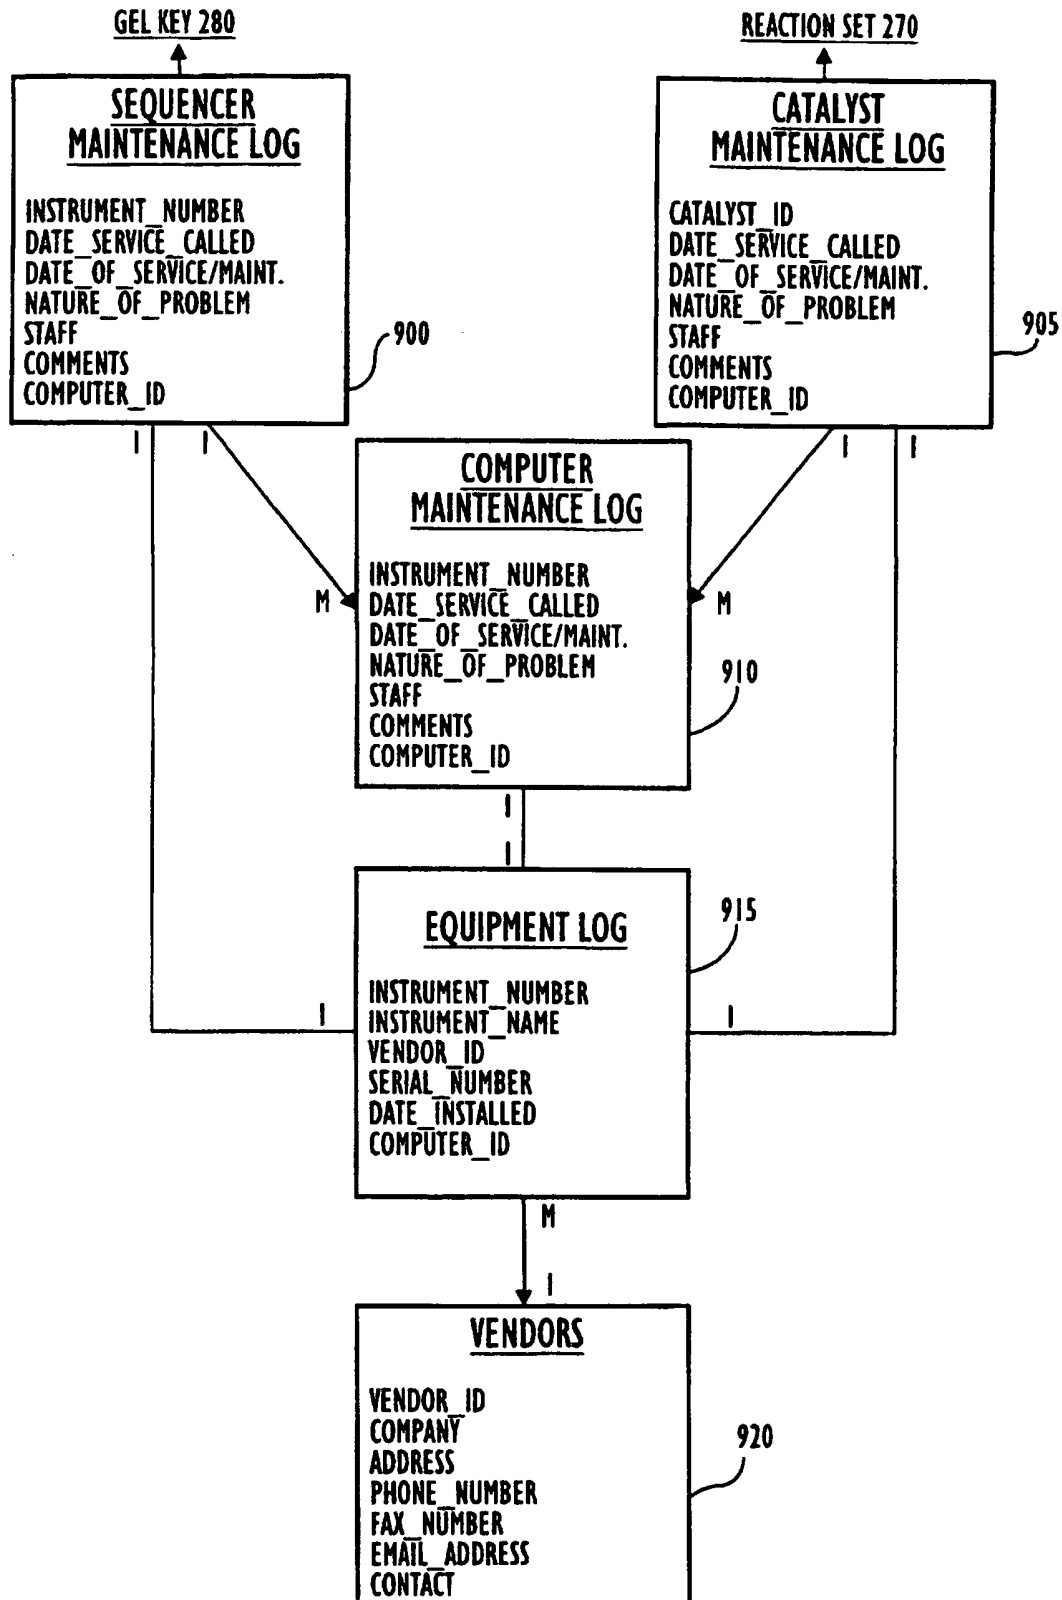 GEL KEY 280
REACTION SET 270
SEQUENCER
MAINTENANCE LOG
INSTRUMENT_NUMBER
DATE_SERVICE_CALLED
DATE_OF_SERVICE/MAINT.
NATURE_OF_PROBLEM
STAFF
COMMENTS
COMPUTER_ID
900
1
1
CATALYST
MAINTENANCE LOG
CATALYST_ID
DATE_SERVICE_CALLED
DATE_OF_SERVICE/MAINT.
NATURE_OF_PROBLEM
STAFF
COMMENTS
COMPUTER_ID
905
1
1
COMPUTER
MAINTENANCE LOG
INSTRUMENT_NUMBER
DATE_SERVICE_CALLED
DATE_OF_SERVICE/MAINT.
NATURE_OF_PROBLEM
STAFF
COMMENTS
COMPUTER_ID
M
M
910
1
1
EQUIPMENT LOG
INSTRUMENT_NUMBER
INSTRUMENT_NAME
VENDOR_ID
SERIAL_NUMBER
DATE_INSTALLED
COMPUTER_ID
915
1
1
M
1
VENDORS
VENDOR_ID
COMPANY
ADDRESS
PHONE_NUMBER
FAX_NUMBER
EMAIL_ADDRESS
CONTACT
920